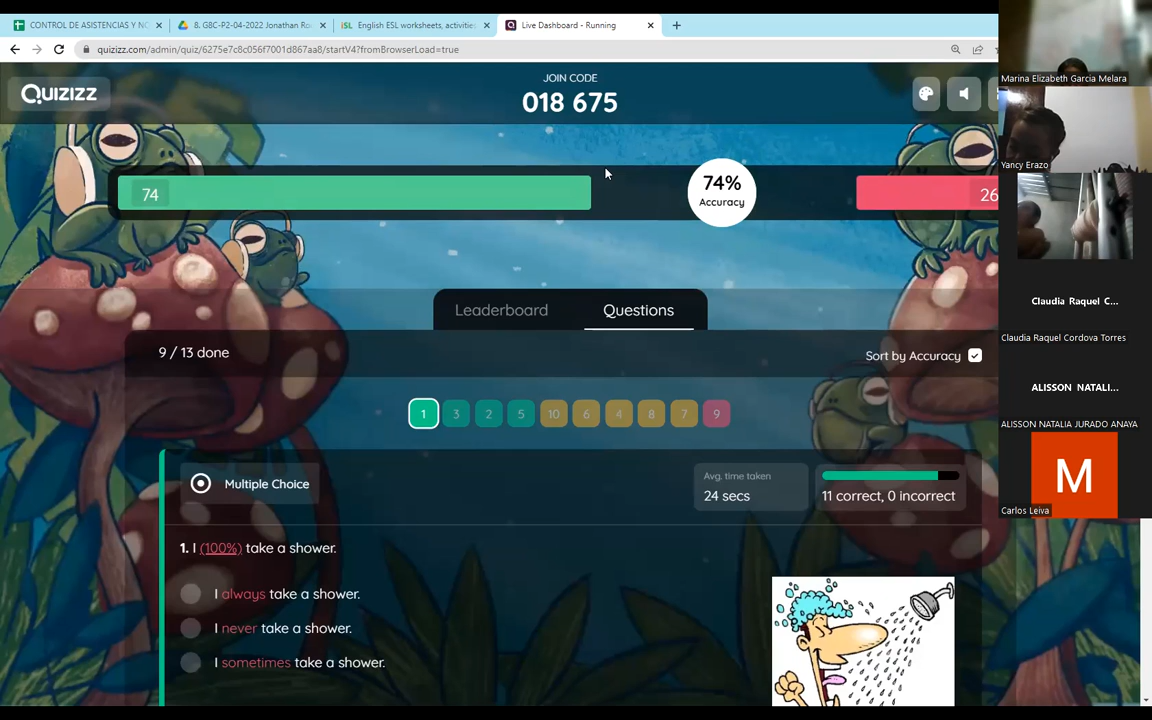 CONTROL DE ASISTENCIAS Y NO
8. G8C-P2-04-2022 Jonathan Ro
iSL English ESL worksheets, activitie
Live Dashboard - Running
quizizz.com/admin/quiz/6275e7c8c056f7001d867aa8/startV4?fromBrowserLoad=true
Quizizz
JOIN CODE
018 675
74
74%
Accuracy
26
Leaderboard
Questions
9 / 13 done
Sort by Accuracy
1 3 2 5 10 6 4 8 7 9
Multiple Choice
Avg. time taken
24 secs
11 correct, 0 incorrect
1. I (100%) take a shower.
I always take a shower.
I never take a shower.
I sometimes take a shower.
Marina Elizabeth Garcia Melara
Yancy Erazo
Claudia Raquel C...
Claudia Raquel Cordova Torres
ALISSON NATALI...
ALISSON NATALIA JURADO ANAYA
M
Carlos Leiva